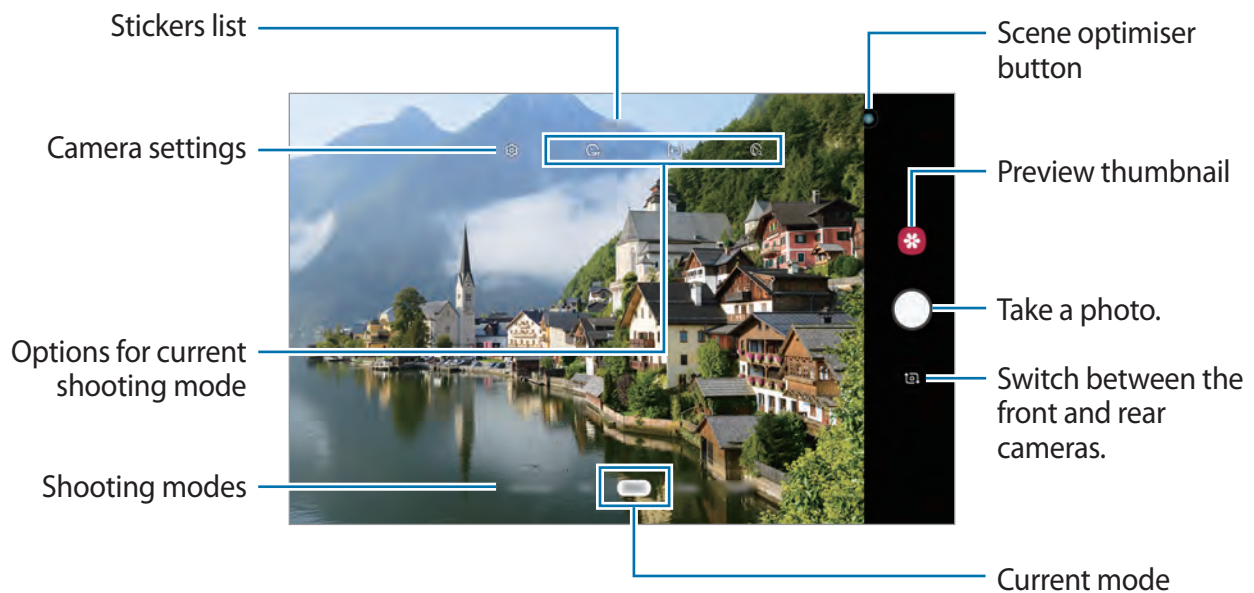 Stickers list
Camera settings
Options for current
shooting mode
Shooting modes
Scene optimiser
button
Preview thumbnail
Take a photo.
Switch between the
front and rear
cameras.
Current mode